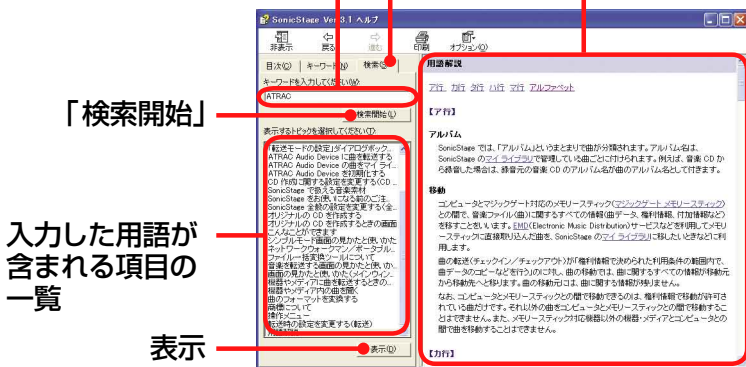 SonicStage Ver3.1 ヘルプ
非表示 戻る 進む 印刷 オプション(O)
目次(C) キーワード(N) 検索(S)
キーワードを入力してください(W):
ATRAC
検索開始(L)
表示するトピックを選択してください(T):
「転送モードの設定」ダイアログボック...
ATRAC Audio Device に曲を転送する
ATRAC Audio Device の曲をマイ ライ...
ATRAC Audio Device を初期化する
CD 作成に関する設定を変更する(CD ...
SonicStage で扱える音楽素材
SonicStage をお使いになる前のご注...
SonicStage 全般の設定を変更する(全...
オリジナルの CD を作成する
オリジナルの CD を作成するときの画面
こんなことができます
シンプルモード画面の見かたと使いかた
ネットワークウォークマン/ポータブル...
ファイル一括変換ツールについて
音楽を転送する画面の見かたと使いか...
画面の見かたと使いかた(メインウィン...
機器やメディアに曲を転送するときの...
機器やメディア内の曲を聞く
曲のフォーマットを変換する
商標について
操作メニュー
転送時の設定を変更する(転送)
表示(D)
「検索開始」
入力した用語が
含まれる項目の
一覧
表示
用語解説
ア行 カ行 タ行 ハ行 マ行 アルファベット
【ア行】
アルバム
SonicStage では、「アルバム」というまとまりで曲が分類されます。アルバム名は、
SonicStage のマイ ライブラリで管理している曲ごとに付けられます。例えば、音楽 CD か
ら録音した場合は、録音元の音楽 CD のアルバム名が曲のアルバム名として付きます。
移動
コンピュータとマジックゲート対応のメモリースティック(マジックゲート メモリースティック)
との間で、音楽ファイル(曲)に関するすべての情報(曲データ、権利情報、付加情報など)
を移すことをいいます。EMD(Electronic Music Distribution)サービスなどを利用してメモリ
ースティックに直接取り込んだ曲を、SonicStage のマイ ライブラリに移したいときなどに利
用します。
曲の転送(チェックイン/チェックアウト)が「権利情報で決められた利用条件の範囲内で、
曲データのコピーなどを行う」のに対し、曲の移動では、曲に関するすべての情報が移動元
から移動先へと移ります。曲の移動元には、曲に関する情報が残りません。
なお、コンピュータとメモリースティックとの間で移動できるのは、権利情報で移動が許可さ
れている曲だけです。それ以外の曲をコンピュータとメモリースティックとの間で移動するこ
とはできません。また、メモリースティック対応機器以外の機器・メディアとコンピュータとの
間で曲を移動することはできません。
【カ行】